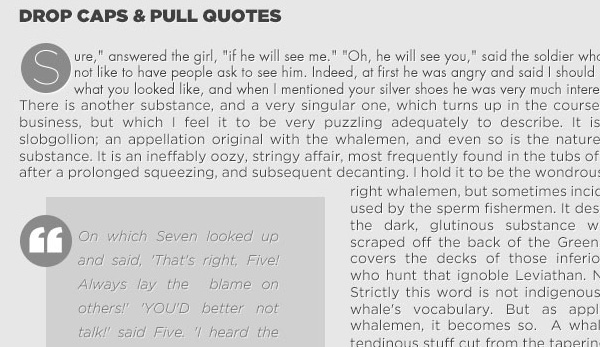 DROP CAPS & PULL QUOTES
Sure," answered the girl, "if he will see me." "Oh, he will see you," said the soldier who
not like to have people ask to see him. Indeed, at first he was angry and said I should
what you looked like, and when I mentioned your silver shoes he was very much intere
There is another substance, and a very singular one, which turns up in the course
business, but which I feel it to be very puzzling adequately to describe. It is
slobgollion; an appellation original with the whalemen, and even so is the nature
substance. It is an ineffably oozy, stringy affair, most frequently found in the tubs of
after a prolonged squeezing, and subsequent decanting. I hold it to be the wondrous
right whalemen, but sometimes incid
used by the sperm fishermen. It des
the dark, glutinous substance w
scraped off the back of the Green
covers the decks of those inferio
who hunt that ignoble Leviathan. N
Strictly this word is not indigenous
whale's vocabulary. But as appl
whalemen, it becomes so. A whal
tendinous stuff cut from the tapering
“
On which Seven looked up
and said, 'That's right, Five!
Always lay the blame on
others!' 'YOU'D better not
talk!' said Five. 'I heard the